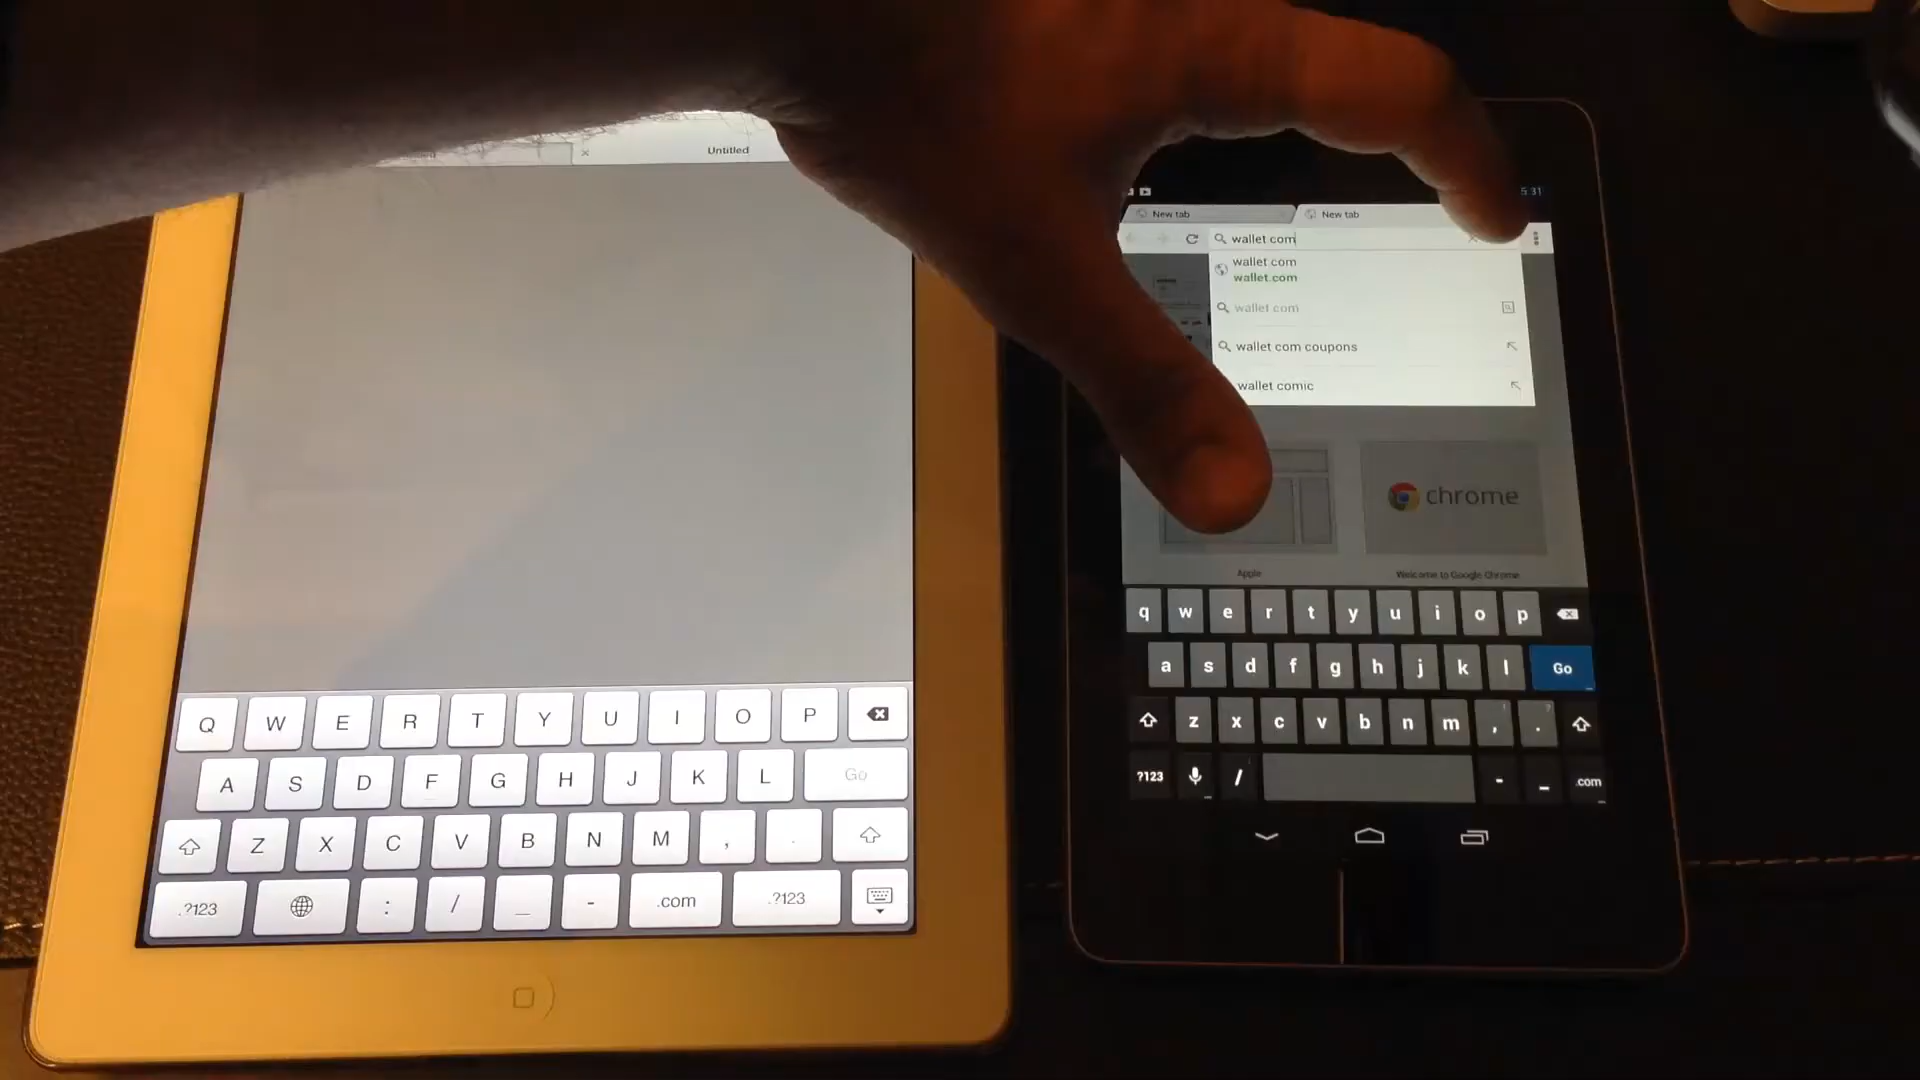 Untitled
Q W E R T Y U I O P
A S D F G H J K L Go
Z X C V B N M ,
.?123 : / _ - .com .?123
5:31
New tab
New tab
wallet com
wallet com
wallet.com
wallet com
wallet com coupons
wallet comic
chrome
Apple
Welcome to Google Chrome
q w e r t y u i o p
a s d f g h j k l Go
z x c v b n m , .
?123 / - _ .com